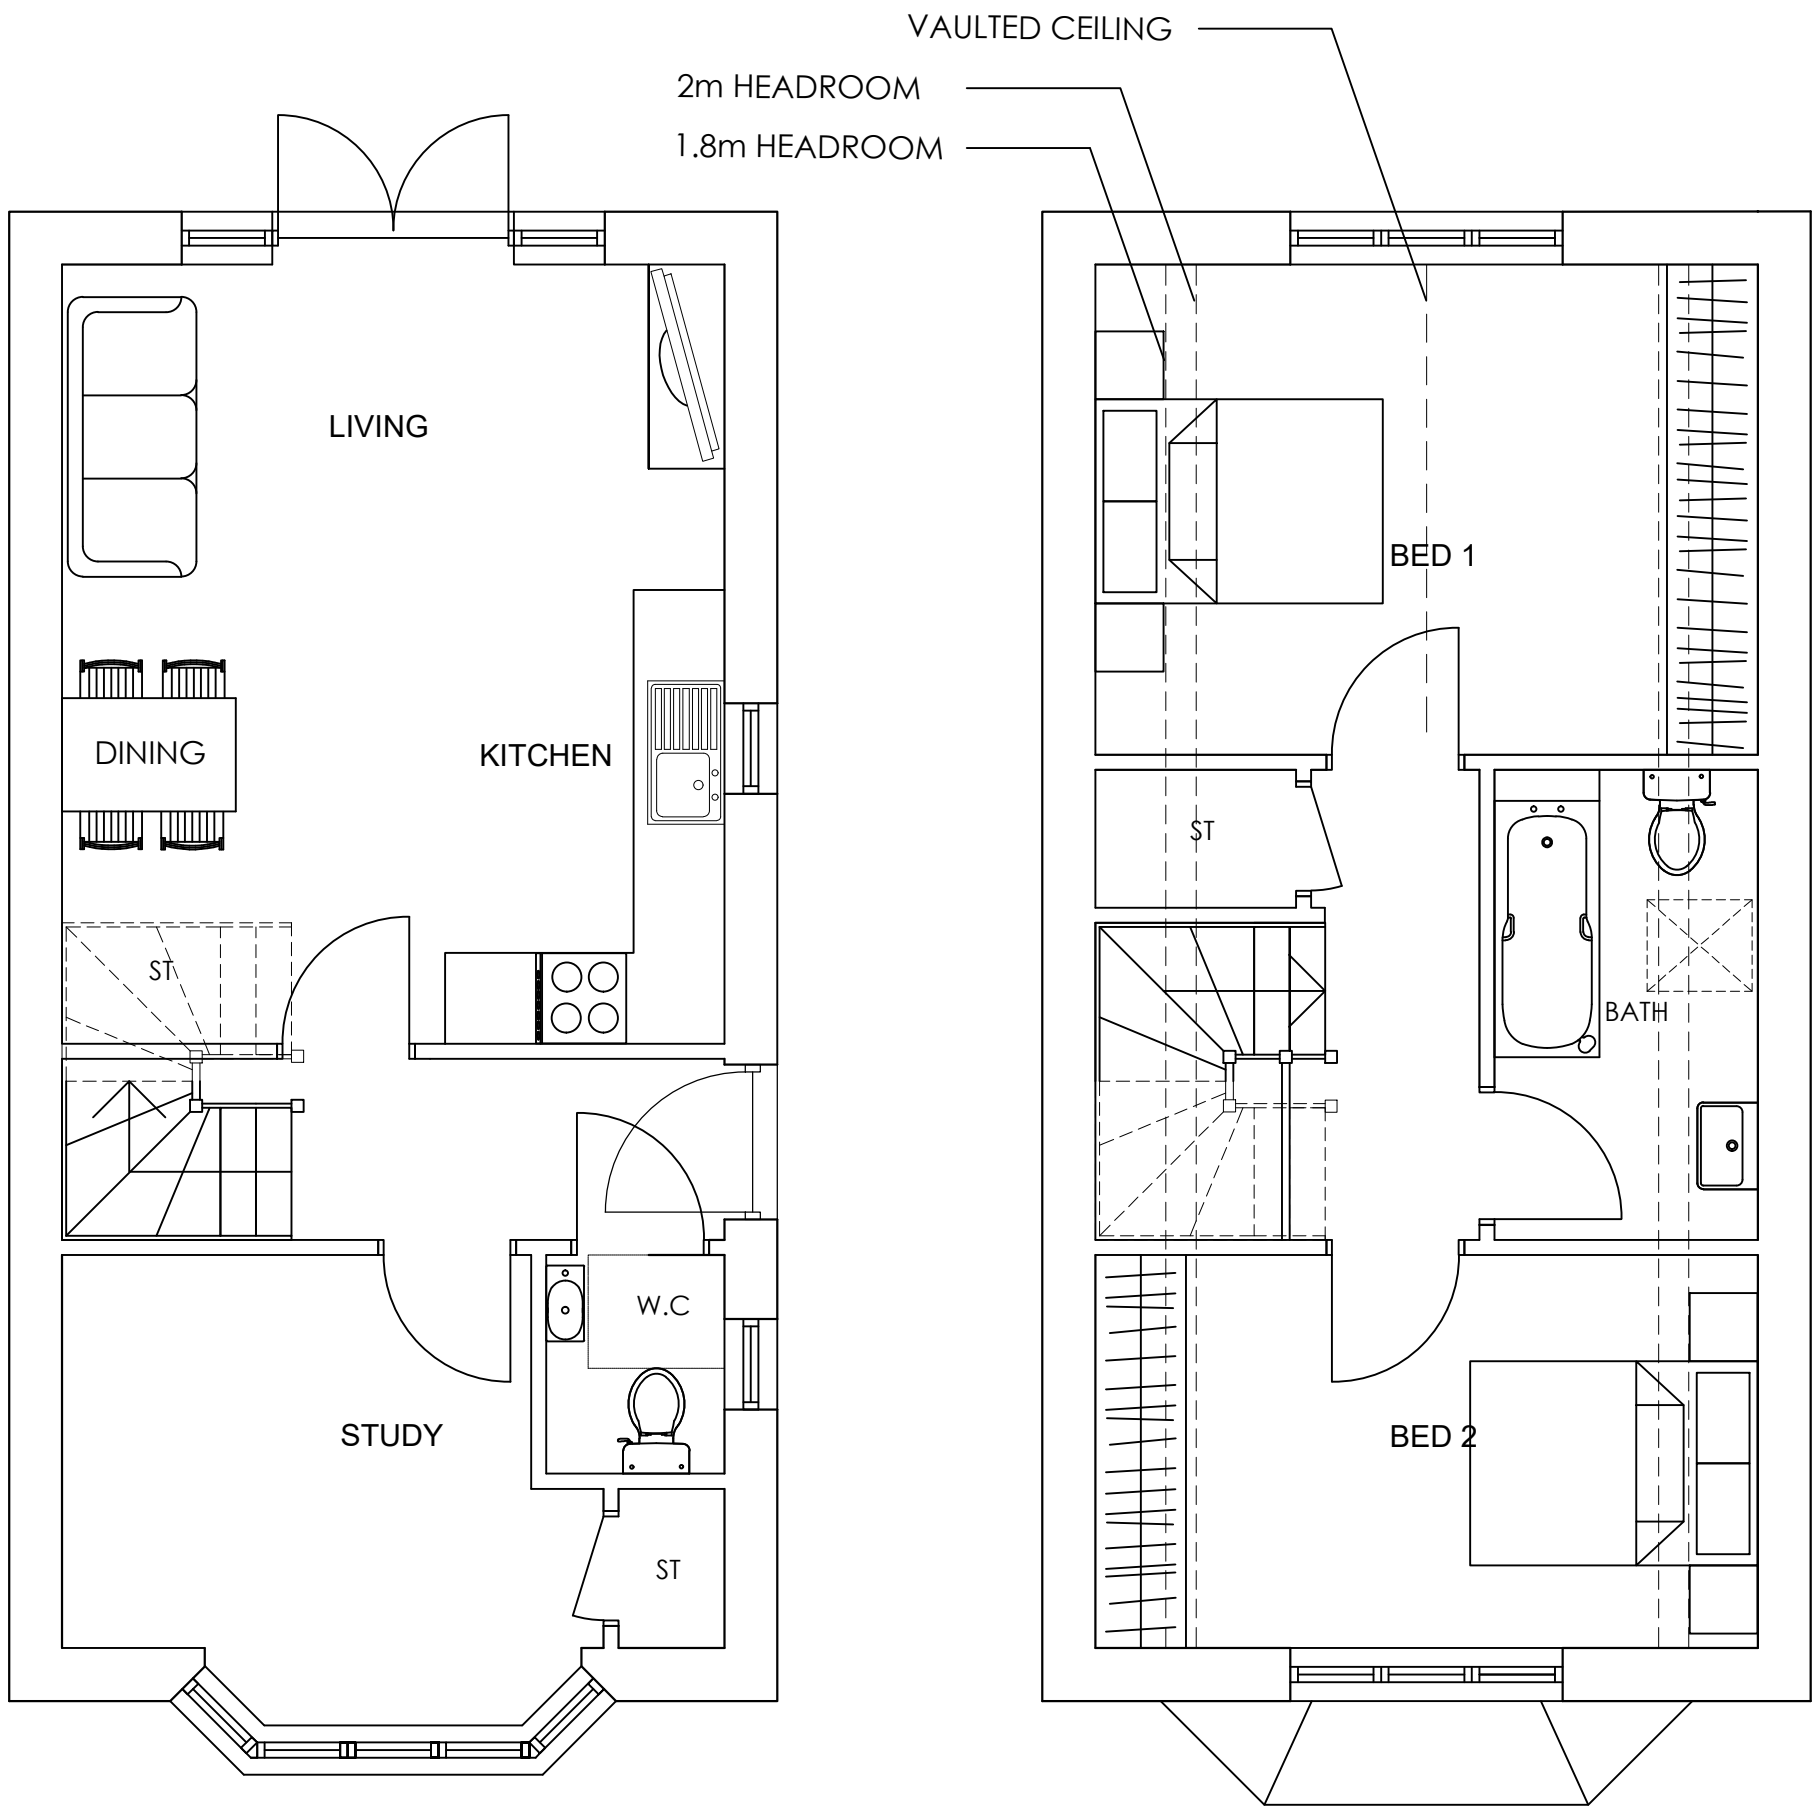 VAULTED CEILING
2m HEADROOM
1.8m HEADROOM
LIVING
DINING
KITCHEN
ST
W.C
STUDY
ST
BED 1
ST
BATH
BED 2